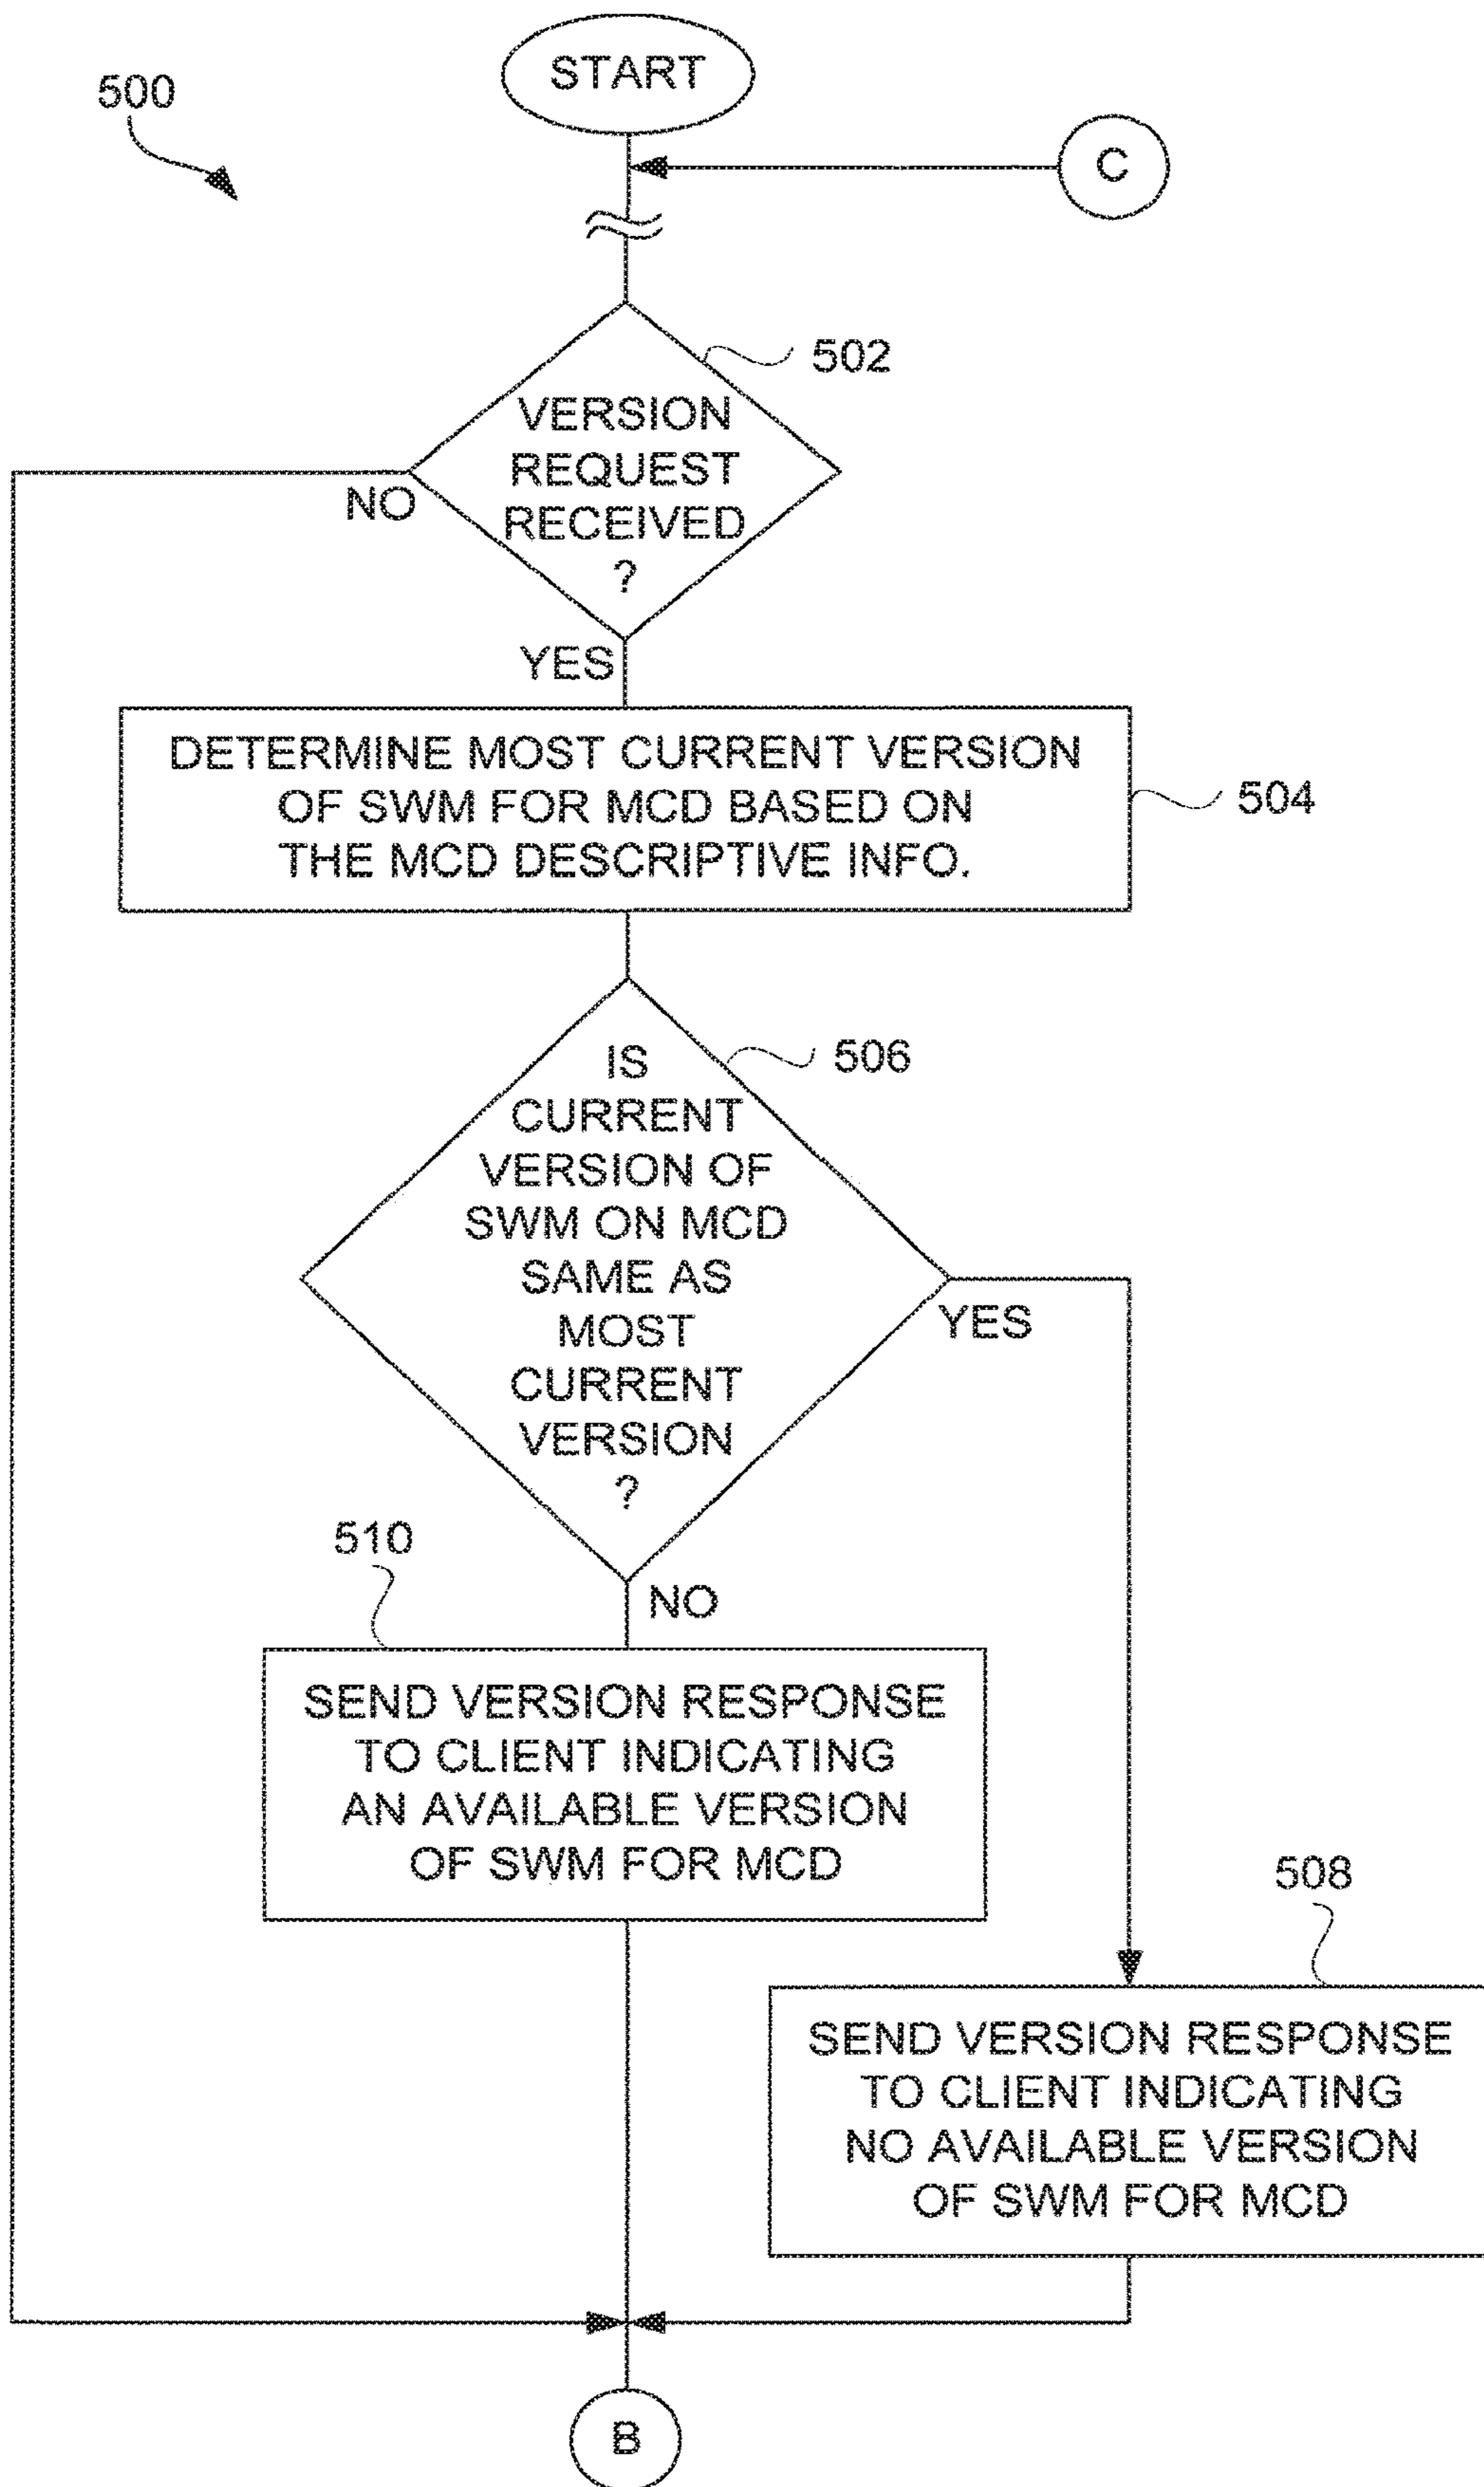 START
500
C
502
VERSION
REQUEST
RECEIVED
?
NO
YES
DETERMINE MOST CURRENT VERSION
OF SWM FOR MCD BASED ON
THE MCD DESCRIPTIVE INFO.
504
IS
CURRENT
VERSION OF
SWM ON MCD
SAME AS
MOST
CURRENT
VERSION
?
506
YES
510
NO
SEND VERSION RESPONSE
TO CLIENT INDICATING
AN AVAILABLE VERSION
OF SWM FOR MCD
508
SEND VERSION RESPONSE
TO CLIENT INDICATING
NO AVAILABLE VERSION
OF SWM FOR MCD
B